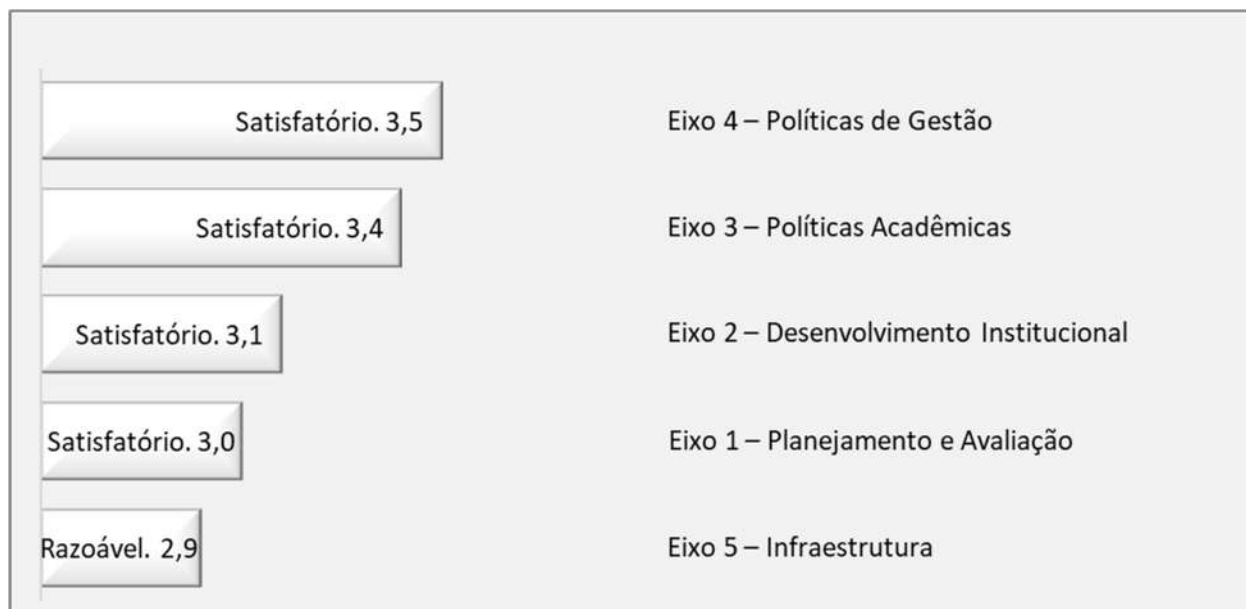 Satisfatório. 3,5 Eixo 4 – Políticas de Gestão
Satisfatório. 3,4 Eixo 3 – Políticas Acadêmicas
Satisfatório. 3,1 Eixo 2 – Desenvolvimento Institucional
Satisfatório. 3,0 Eixo 1 – Planejamento e Avaliação
Razoável. 2,9 Eixo 5 – Infraestrutura